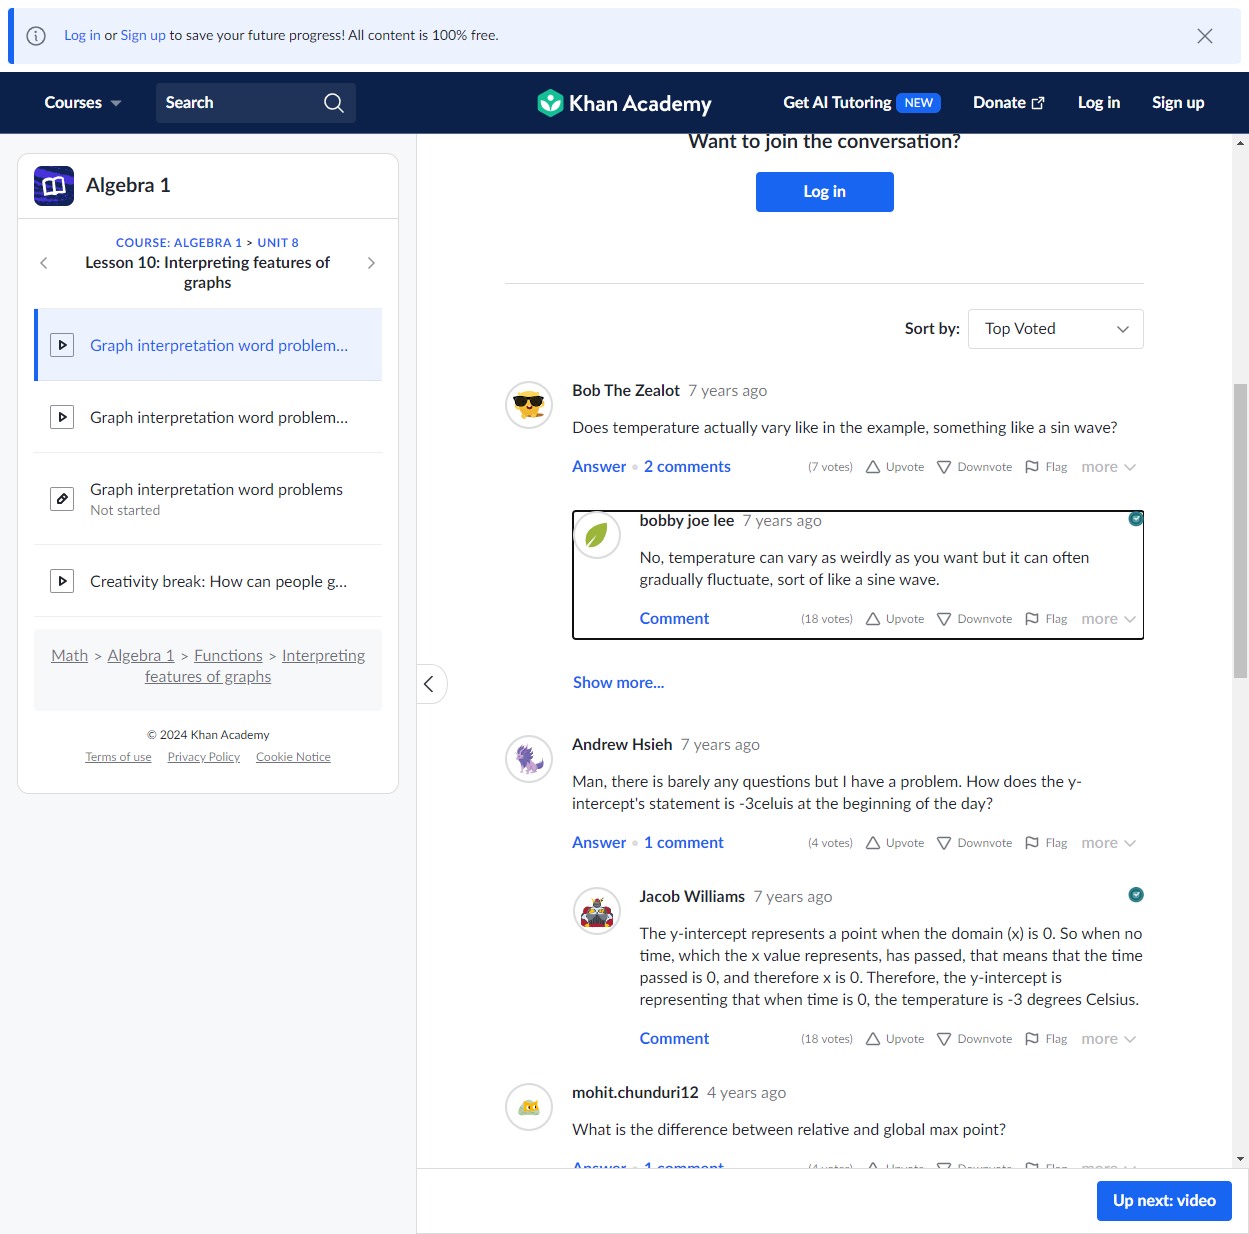 Log in or Sign up to save your future progress! All content is 100% free.
Courses
Search
Khan Academy
Get AI Tutoring NEW
Donate
Log in
Sign up
Algebra 1
COURSE: ALGEBRA 1 > UNIT 8
Lesson 10: Interpreting features of
graphs
Graph interpretation word problem...
Graph interpretation word problem...
Graph interpretation word problems
Not started
Creativity break: How can people g...
Math > Algebra 1 > Functions > Interpreting
features of graphs
© 2024 Khan Academy
Terms of use Privacy Policy Cookie Notice
Want to join the conversation?
Log in
Sort by: Top Voted
Bob The Zealot 7 years ago
Does temperature actually vary like in the example, something like a sin wave?
Answer • 2 comments (7 votes) Upvote Downvote Flag more
bobby joe lee 7 years ago
No, temperature can vary as weirdly as you want but it can often
gradually fluctuate, sort of like a sine wave.
Comment (18 votes) Upvote Downvote Flag more
Show more...
Andrew Hsieh 7 years ago
Man, there is barely any questions but I have a problem. How does the y-
intercept's statement is -3celuis at the beginning of the day?
Answer • 1 comment (4 votes) Upvote Downvote Flag more
Jacob Williams 7 years ago
The y-intercept represents a point when the domain (x) is 0. So when no
time, which the x value represents, has passed, that means that the time
passed is 0, and therefore x is 0. Therefore, the y-intercept is
representing that when time is 0, the temperature is -3 degrees Celsius.
Comment (18 votes) Upvote Downvote Flag more
mohit.chunduri12 4 years ago
What is the difference between relative and global max point?
Answer • 1 comment (4 votes) Upvote Downvote Flag more
Up next: video